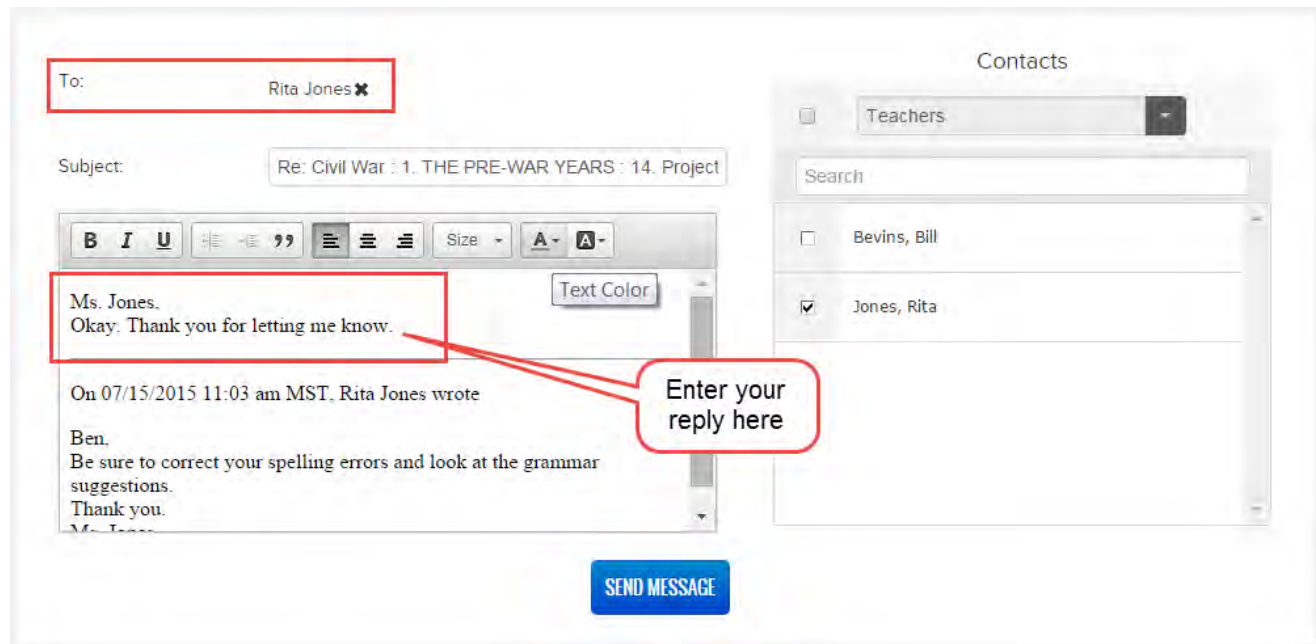 To:
Rita Jones✖
Subject:
Re: Civil War : 1. THE PRE-WAR YEARS : 14. Project
B I U ” Size A A
Text Color
Ms. Jones,
Okay. Thank you for letting me know.
On 07/15/2015 11:03 am MST, Rita Jones wrote
Ben,
Be sure to correct your spelling errors and look at the grammar
suggestions.
Thank you.
Ms. Jones
Enter your
reply here
SEND MESSAGE
Contacts
Teachers
Search
Bevins, Bill
Jones, Rita